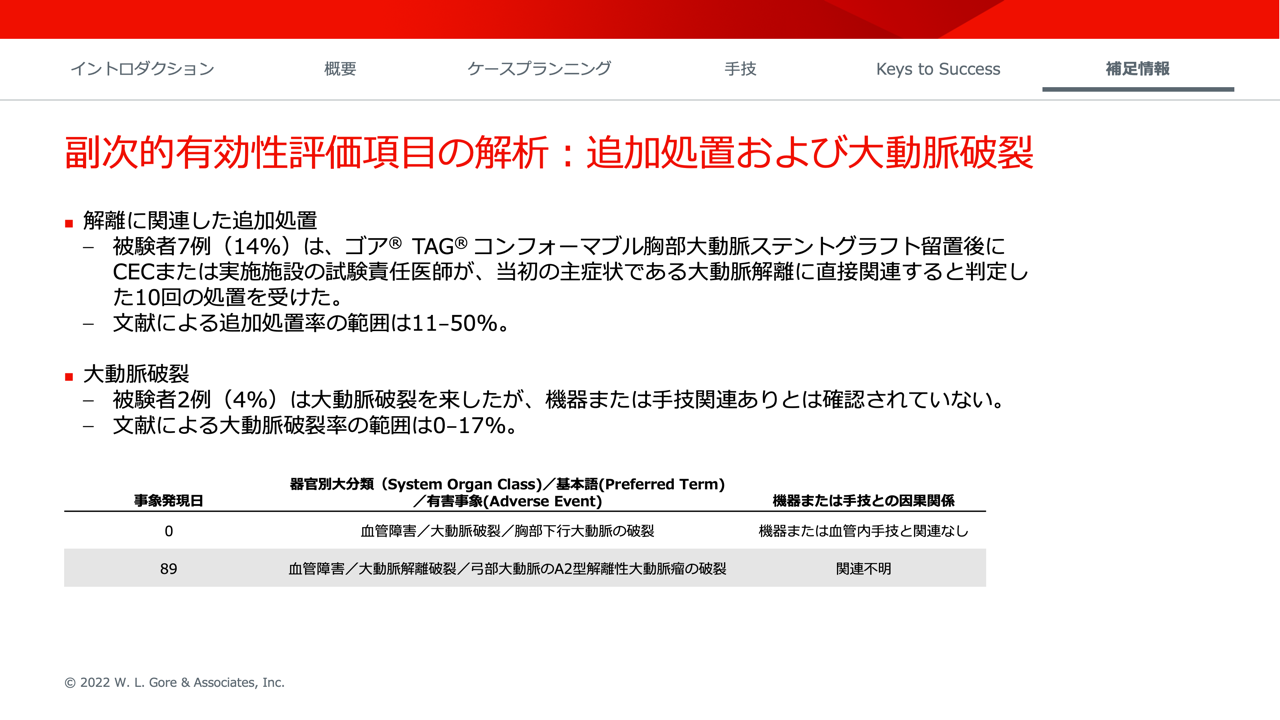 イントロダクション
概要
ケースプランニング
手技
Keys to Success
補足情報
副次的有効性評価項目の解析：追加処置および大動脈破裂
■ 解離に関連した追加処置
− 被験者7例（14%）は、ゴア® TAG® コンフォーマブル胸部大動脈ステントグラフト留置後に
CECまたは実施施設の試験責任医師が、当初の主症状である大動脈解離に直接関連すると判定し
た10回の処置を受けた。
− 文献による追加処置率の範囲は11–50%。
■ 大動脈破裂
− 被験者2例（4%）は大動脈破裂を来したが、機器または手技関連ありとは確認されていない。
− 文献による大動脈破裂率の範囲は0–17%。
事象発現日
器官別大分類（System Organ Class)／基本語(Preferred Term)
／有害事象(Adverse Event)
機器または手技との因果関係
0
血管障害／大動脈破裂／胸部下行大動脈の破裂
機器または血管内手技と関連なし
89
血管障害／大動脈解離破裂／弓部大動脈のA2型解離性大動脈瘤の破裂
関連不明
© 2022 W. L. Gore & Associates, Inc.